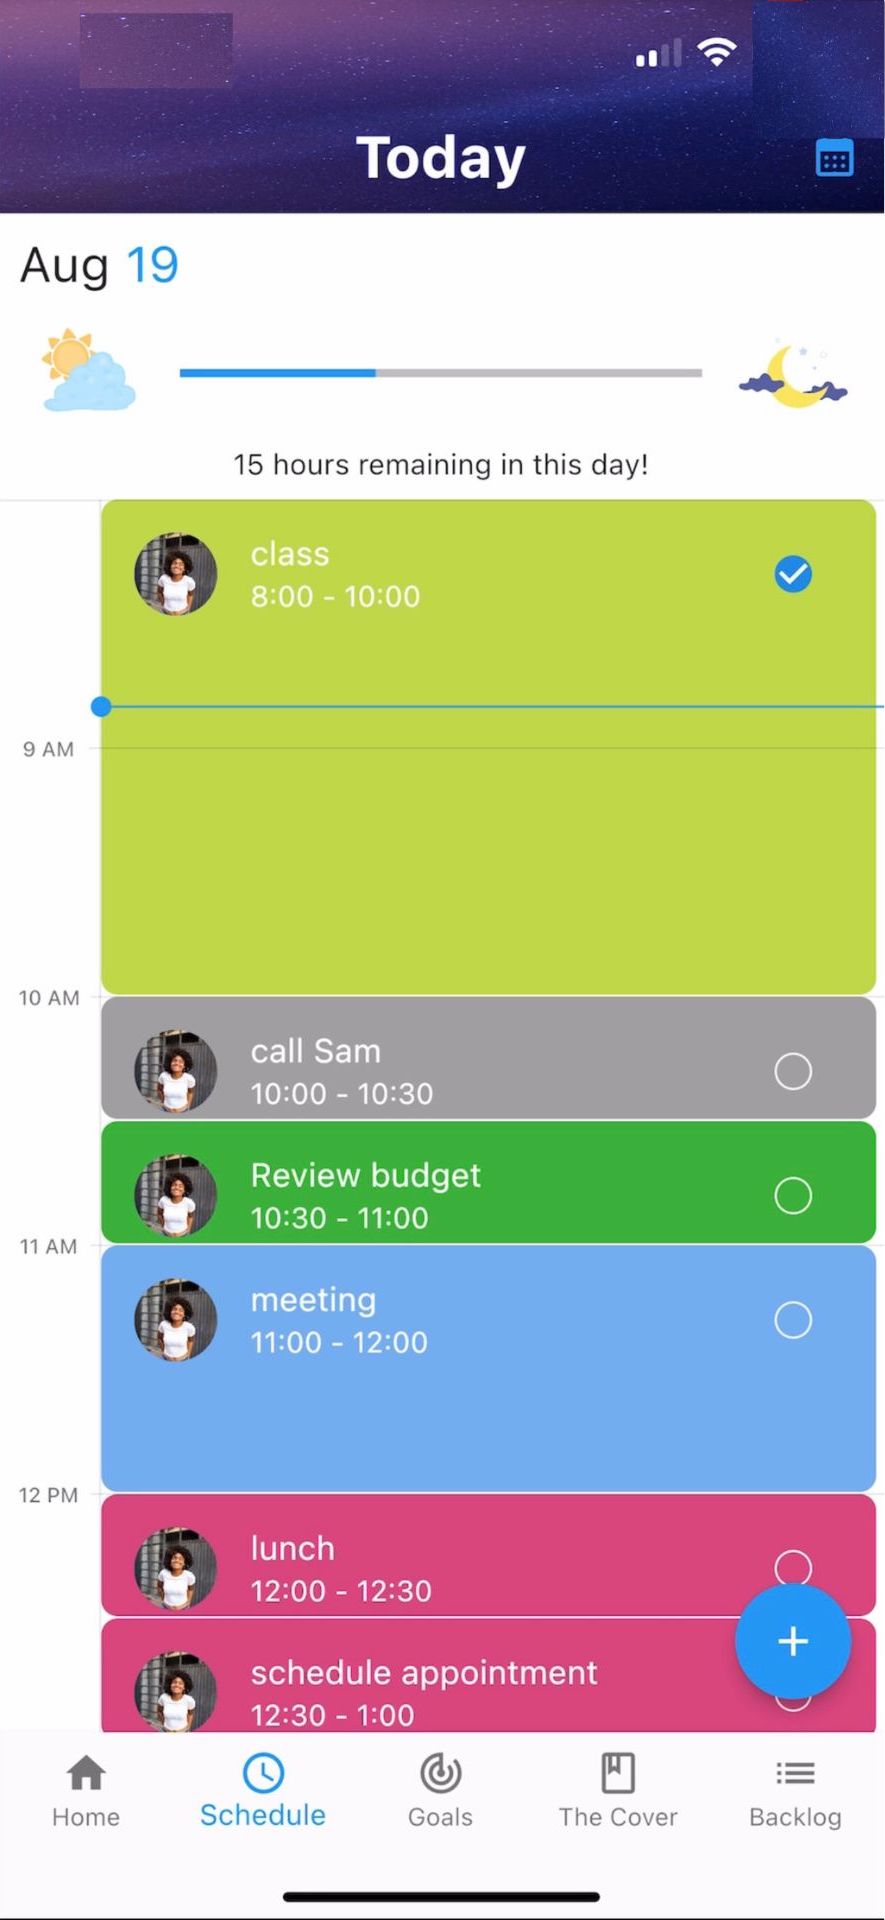 Today
Aug 19
15 hours remaining in this day!
class
8:00 - 10:00
9 AM
10 AM
call Sam
10:00 - 10:30
Review budget
10:30 - 11:00
11 AM
meeting
11:00 - 12:00
12 PM
lunch
12:00 - 12:30
schedule appointment
12:30 - 1:00
Home
Schedule
Goals
The Cover
Backlog